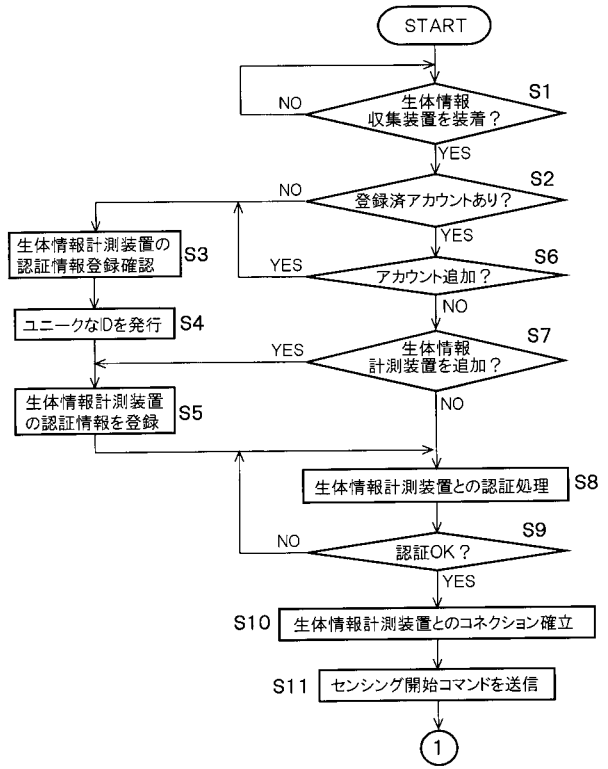 START
S1
生体情報
収集装置を装着？
NO
YES
S2
登録済アカウントあり？
NO
YES
S3
生体情報計測装置の
認証情報登録確認
S6
アカウント追加？
YES
NO
S4
ユニークなIDを発行
S7
生体情報
計測装置を追加？
YES
NO
S5
生体情報計測装置
の認証情報を登録
生体情報計測装置との認証処理
S8
S9
認証OK？
NO
YES
S10
生体情報計測装置とのコネクション確立
S11
センシング開始コマンドを送信
1